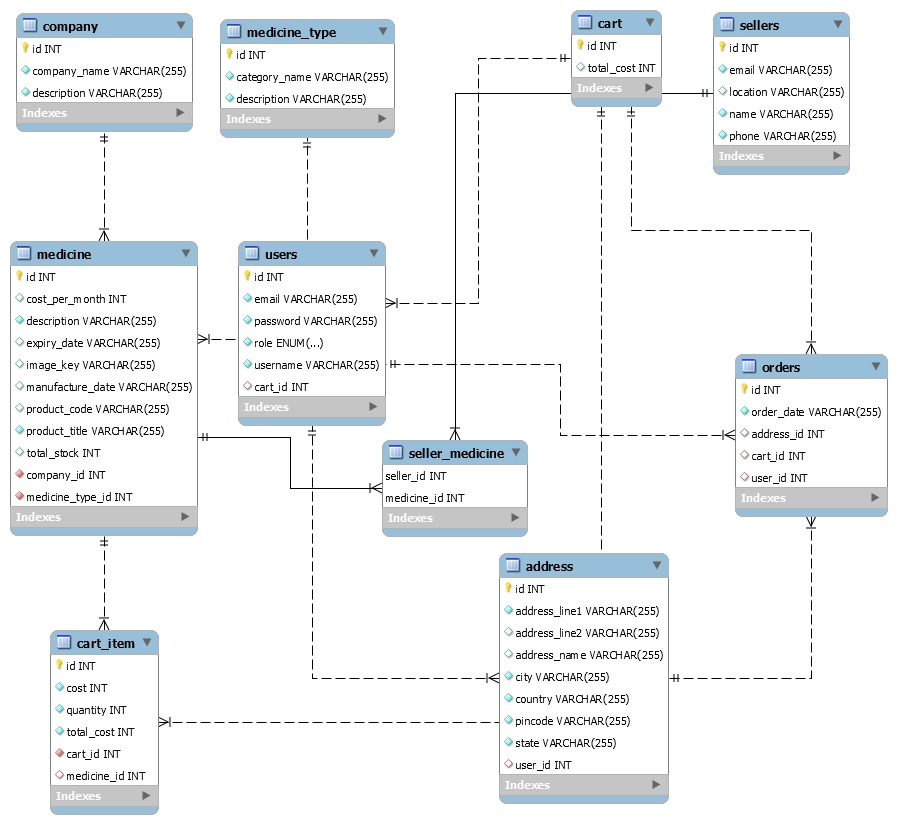 company
id INT
company_name VARCHAR(255)
description VARCHAR(255)
Indexes
medicine_type
id INT
category_name VARCHAR(255)
description VARCHAR(255)
Indexes
cart
id INT
total_cost INT
Indexes
sellers
id INT
email VARCHAR(255)
location VARCHAR(255)
name VARCHAR(255)
phone VARCHAR(255)
Indexes
medicine
id INT
cost_per_month INT
description VARCHAR(255)
expiry_date VARCHAR(255)
image_key VARCHAR(255)
manufacture_date VARCHAR(255)
product_code VARCHAR(255)
product_title VARCHAR(255)
total_stock INT
company_id INT
medicine_type_id INT
Indexes
users
id INT
email VARCHAR(255)
password VARCHAR(255)
role ENUM(...)
username VARCHAR(255)
cart_id INT
Indexes
seller_medicine
seller_id INT
medicine_id INT
Indexes
orders
id INT
order_date VARCHAR(255)
address_id INT
cart_id INT
user_id INT
Indexes
cart_item
id INT
cost INT
quantity INT
total_cost INT
cart_id INT
medicine_id INT
Indexes
address
id INT
address_line1 VARCHAR(255)
address_line2 VARCHAR(255)
address_name VARCHAR(255)
city VARCHAR(255)
country VARCHAR(255)
pincode VARCHAR(255)
state VARCHAR(255)
user_id INT
Indexes